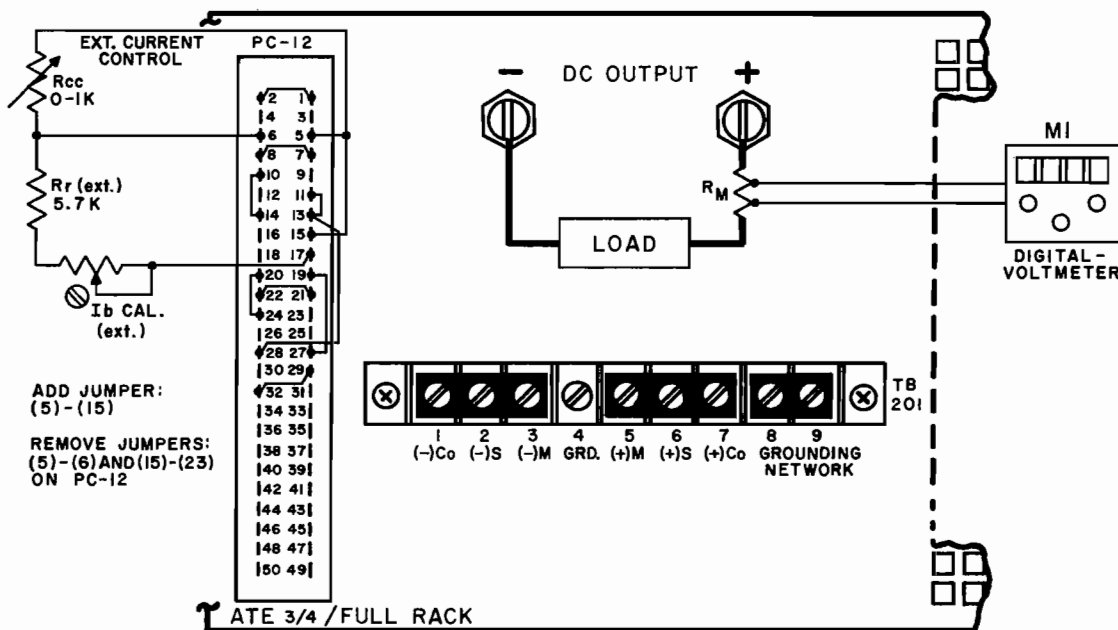 EXT. CURRENT
CONTROL
PC-12
Rcc
0-1K
Rr (ext.)
5.7K
Ib CAL.
(ext.)
ADD JUMPER:
(5)-(15)
REMOVE JUMPERS:
(5)-(6) AND (15)-(23)
ON PC-12
2 1
4 3
6 5
8 7
10 9
12 11
14 13
16 15
18 17
20 19
22 21
24 23
26 25
28 27
30 29
32 31
34 33
36 35
38 37
40 39
42 41
44 43
46 45
48 47
50 49
ATE 3/4 / FULL RACK
− DC OUTPUT +
RM
LOAD
M1
DIGITAL-
VOLTMETER
TB
201
1 2 3 4 5 6 7 8 9
(−)Co (−)S (−)M GRD. (+)M (+)S (+)Co GROUNDING
NETWORK